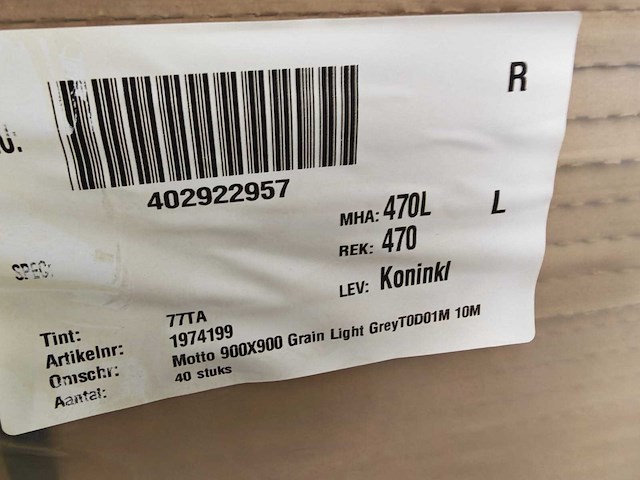 R
402922957
MHA: 470L L
REK: 470
LEV: Koninkl
SPEC:
Tint: 77TA
Artikelnr: 1974199
Omschr: Motto 900X900 Grain Light GreyT0D01M 10M
Aantal: 40 stuks